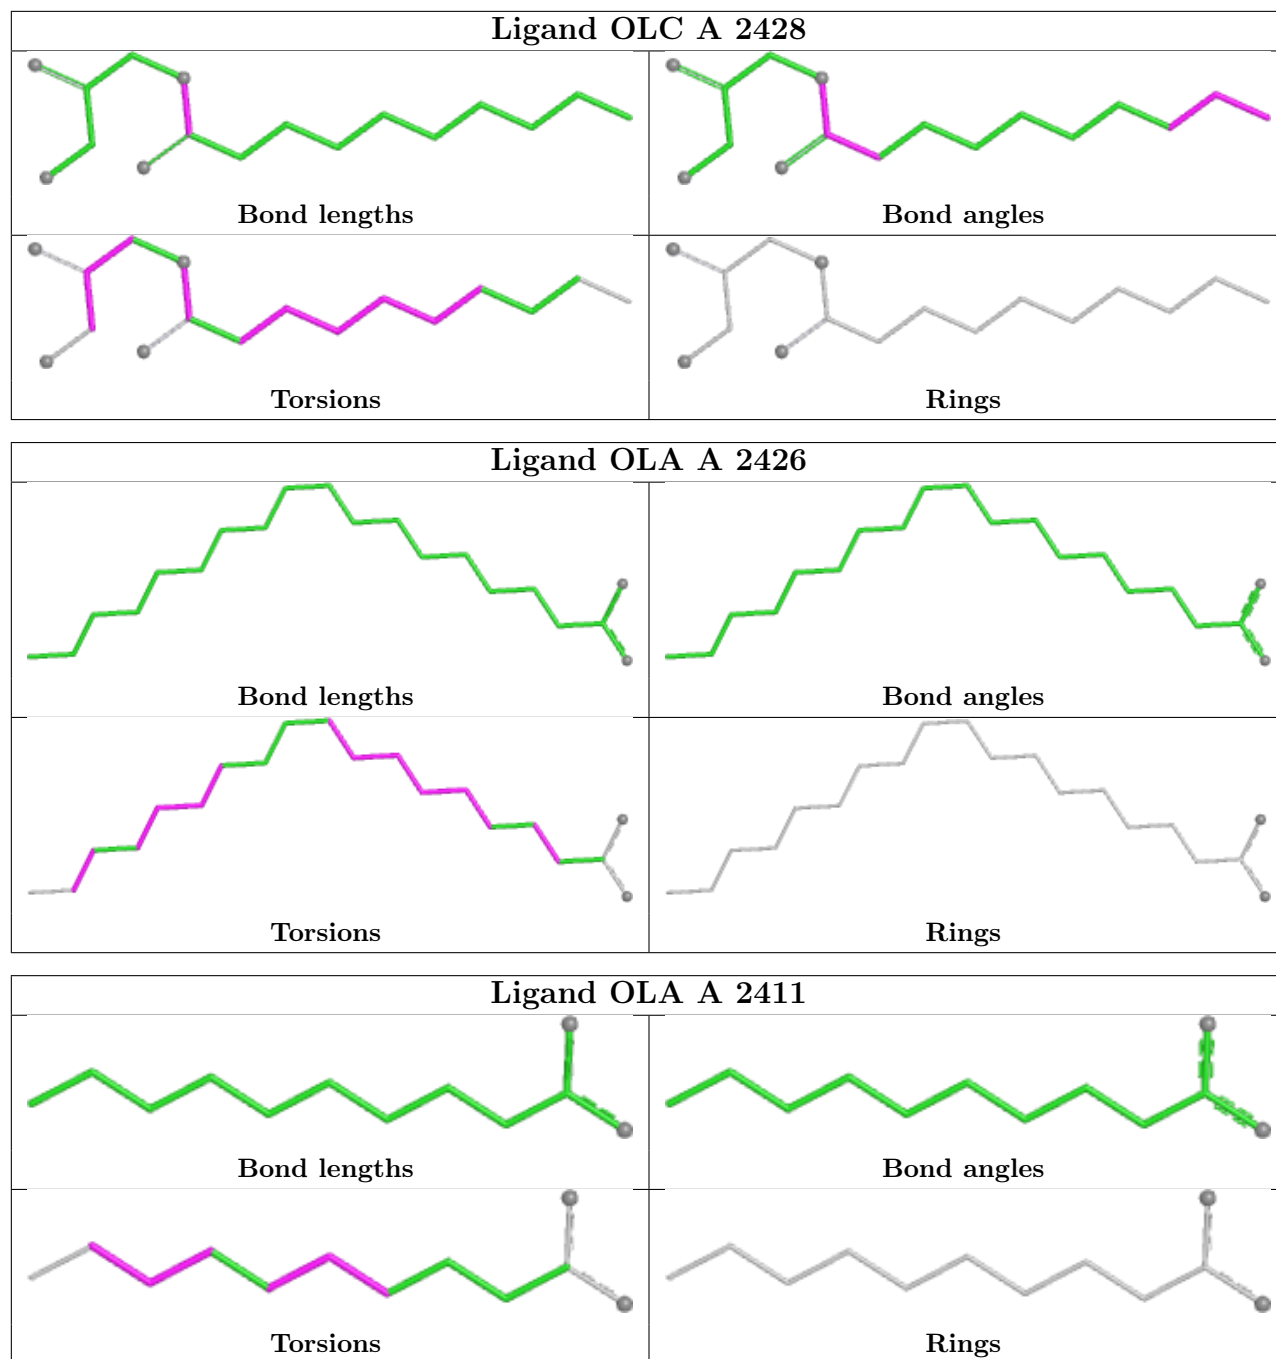 Ligand OLC A 2428
Bond lengths
Bond angles
Torsions
Rings
Ligand OLA A 2426
Bond lengths
Bond angles
Torsions
Rings
Ligand OLA A 2411
Bond lengths
Bond angles
Torsions
Rings